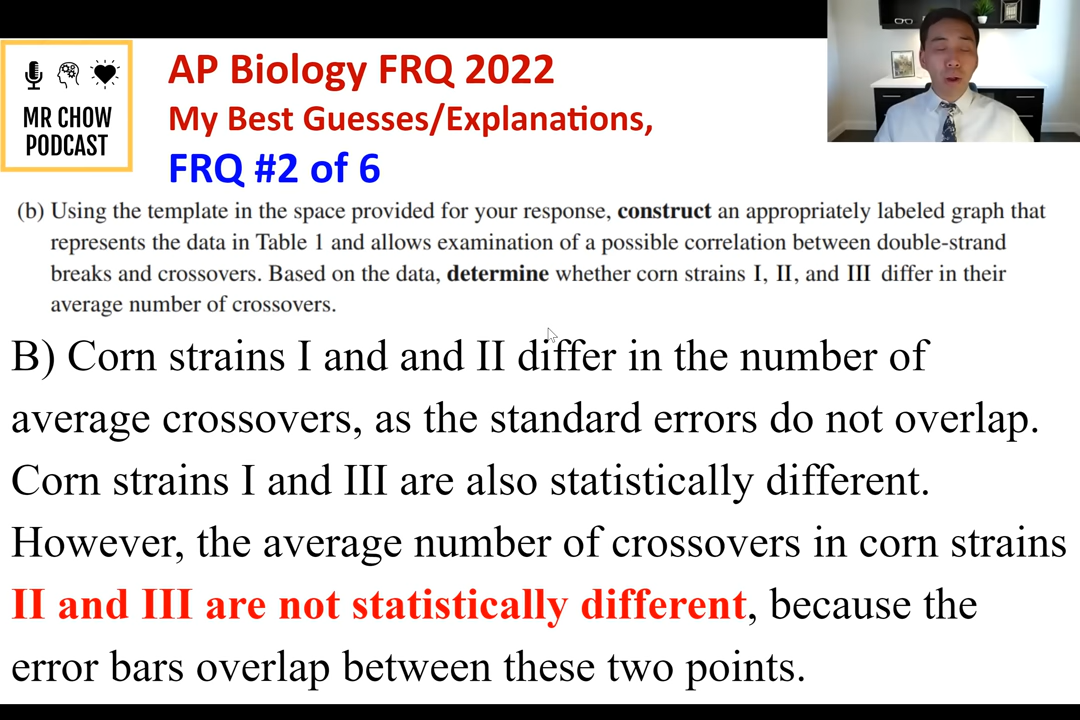 MR CHOW
PODCAST
AP Biology FRQ 2022
My Best Guesses/Explanations,
FRQ #2 of 6
(b) Using the template in the space provided for your response, construct an appropriately labeled graph that
represents the data in Table 1 and allows examination of a possible correlation between double-strand
breaks and crossovers. Based on the data, determine whether corn strains I, II, and III differ in their
average number of crossovers.
B) Corn strains I and and II differ in the number of
average crossovers, as the standard errors do not overlap.
Corn strains I and III are also statistically different.
However, the average number of crossovers in corn strains
II and III are not statistically different, because the
error bars overlap between these two points.